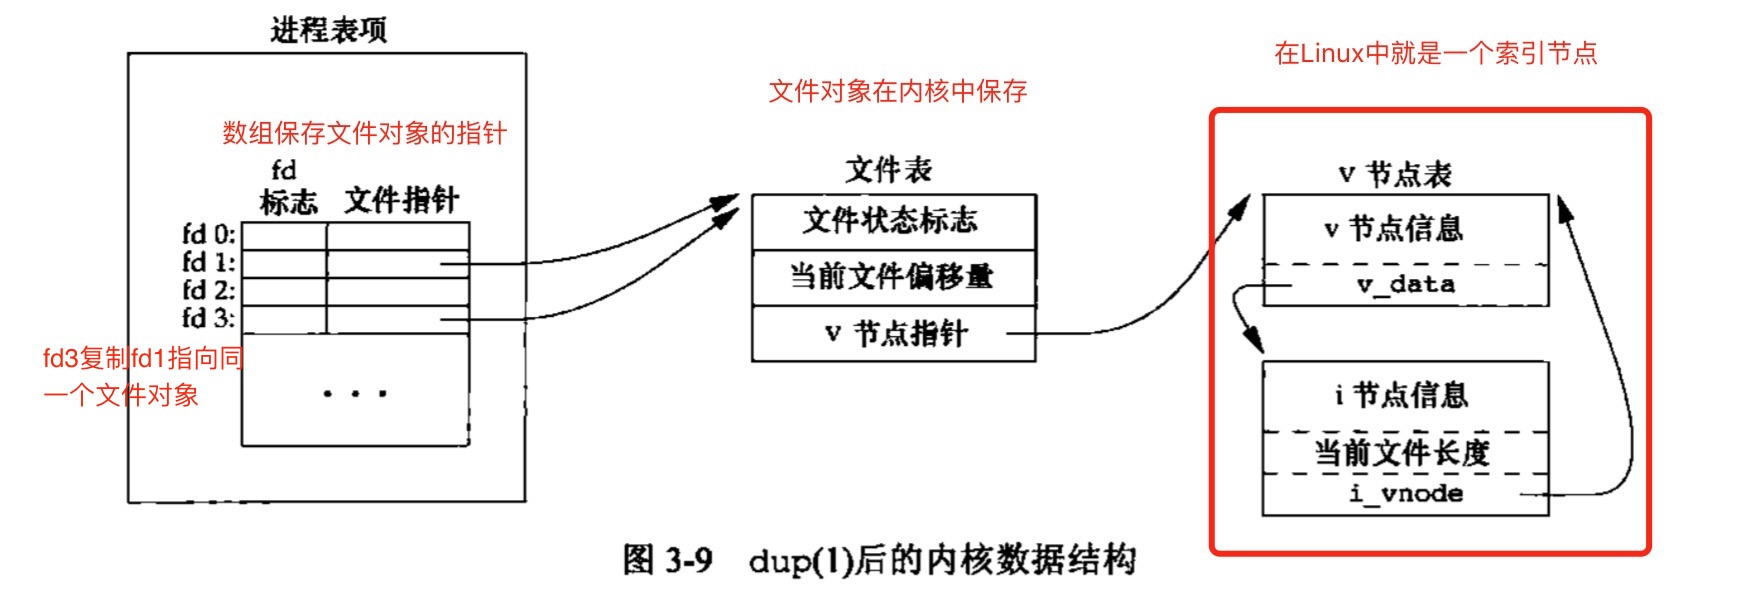 进程表项
在Linux中就是一个索引节点
文件对象在内核中保存
数组保存文件对象的指针
fd
标志 文件指针
fd 0:
fd 1:
fd 2:
fd 3:
fd3复制fd1指向同
一个文件对象
...
文件表
文件状态标志
当前文件偏移量
v 节点指针
v 节点表
v 节点信息
v_data
i 节点信息
当前文件长度
i_vnode
图 3-9 dup(1)后的内核数据结构